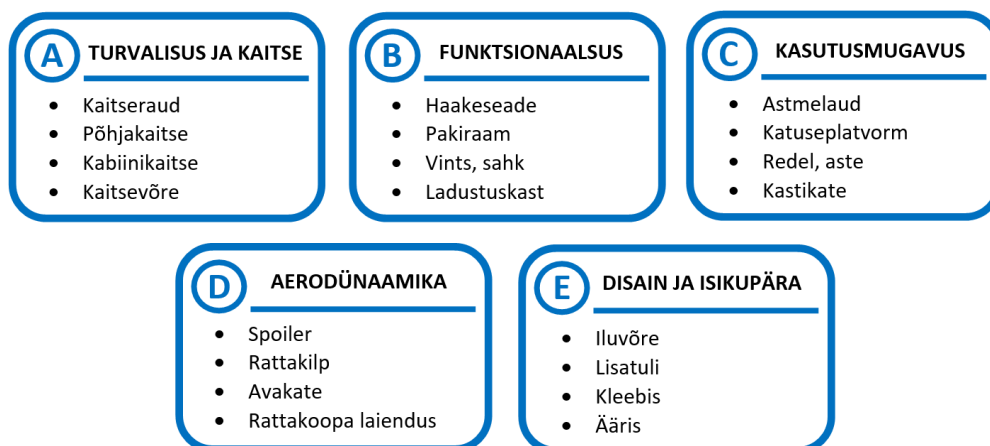 A TURVALISUS JA KAITSE
• Kaitseraud
• Põhjakaitse
• Kabiinikaitse
• Kaitsevõre
B FUNKTSIONAALSUS
• Haakeseade
• Pakiraam
• Vints, sahk
• Ladustuskast
C KASUTUSMUGAVUS
• Astmelaud
• Katuseplatvorm
• Redel, aste
• Kastikate
D AERODÜNAAMIKA
• Spoiler
• Rattakilp
• Avakate
• Rattakoopa laiendus
E DISAIN JA ISIKUPÄRA
• Iluvõre
• Lisatuli
• Kleebis
• Ääris